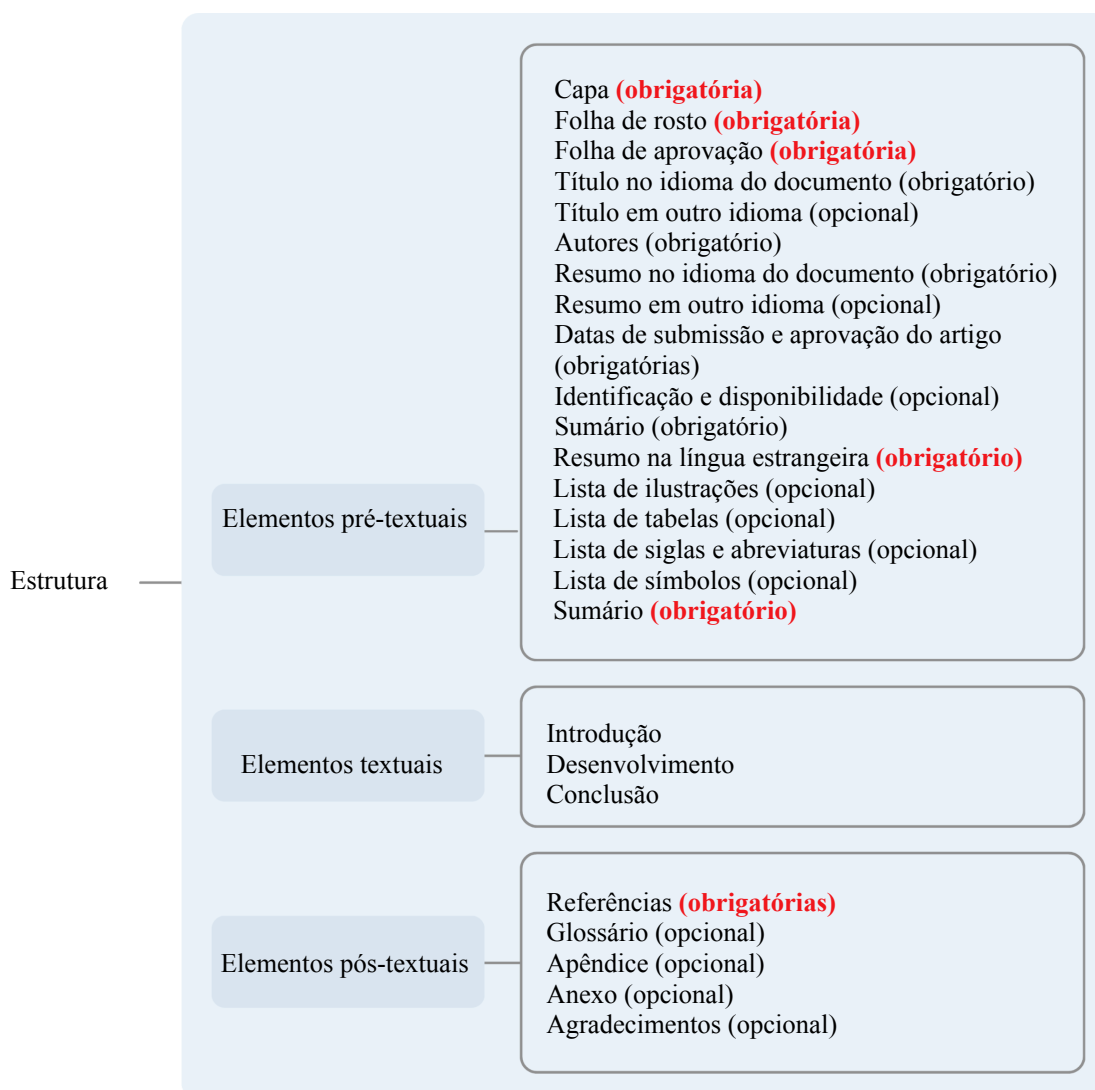 Estrutura
Elementos pré-textuais
Capa (obrigatória)
Folha de rosto (obrigatória)
Folha de aprovação (obrigatória)
Título no idioma do documento (obrigatório)
Título em outro idioma (opcional)
Autores (obrigatório)
Resumo no idioma do documento (obrigatório)
Resumo em outro idioma (opcional)
Datas de submissão e aprovação do artigo
(obrigatórias)
Identificação e disponibilidade (opcional)
Sumário (obrigatório)
Resumo na língua estrangeira (obrigatório)
Lista de ilustrações (opcional)
Lista de tabelas (opcional)
Lista de siglas e abreviaturas (opcional)
Lista de símbolos (opcional)
Sumário (obrigatório)
Elementos textuais
Introdução
Desenvolvimento
Conclusão
Elementos pós-textuais
Referências (obrigatórias)
Glossário (opcional)
Apêndice (opcional)
Anexo (opcional)
Agradecimentos (opcional)